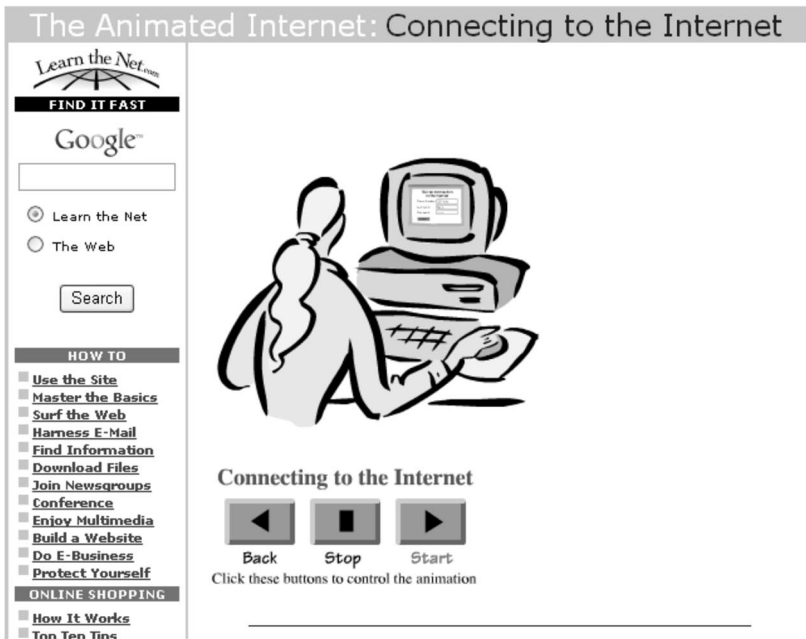 The Animated Internet: Connecting to the Internet
Learn the Net.com
FIND IT FAST
Google™
Learn the Net
The Web
Search
HOW TO
Use the Site
Master the Basics
Surf the Web
Harness E-Mail
Find Information
Download Files
Join Newsgroups
Conference
Enjoy Multimedia
Build a Website
Do E-Business
Protect Yourself
ONLINE SHOPPING
How It Works
Top Ten Tips
Connecting to the Internet
Back Stop Start
Click these buttons to control the animation